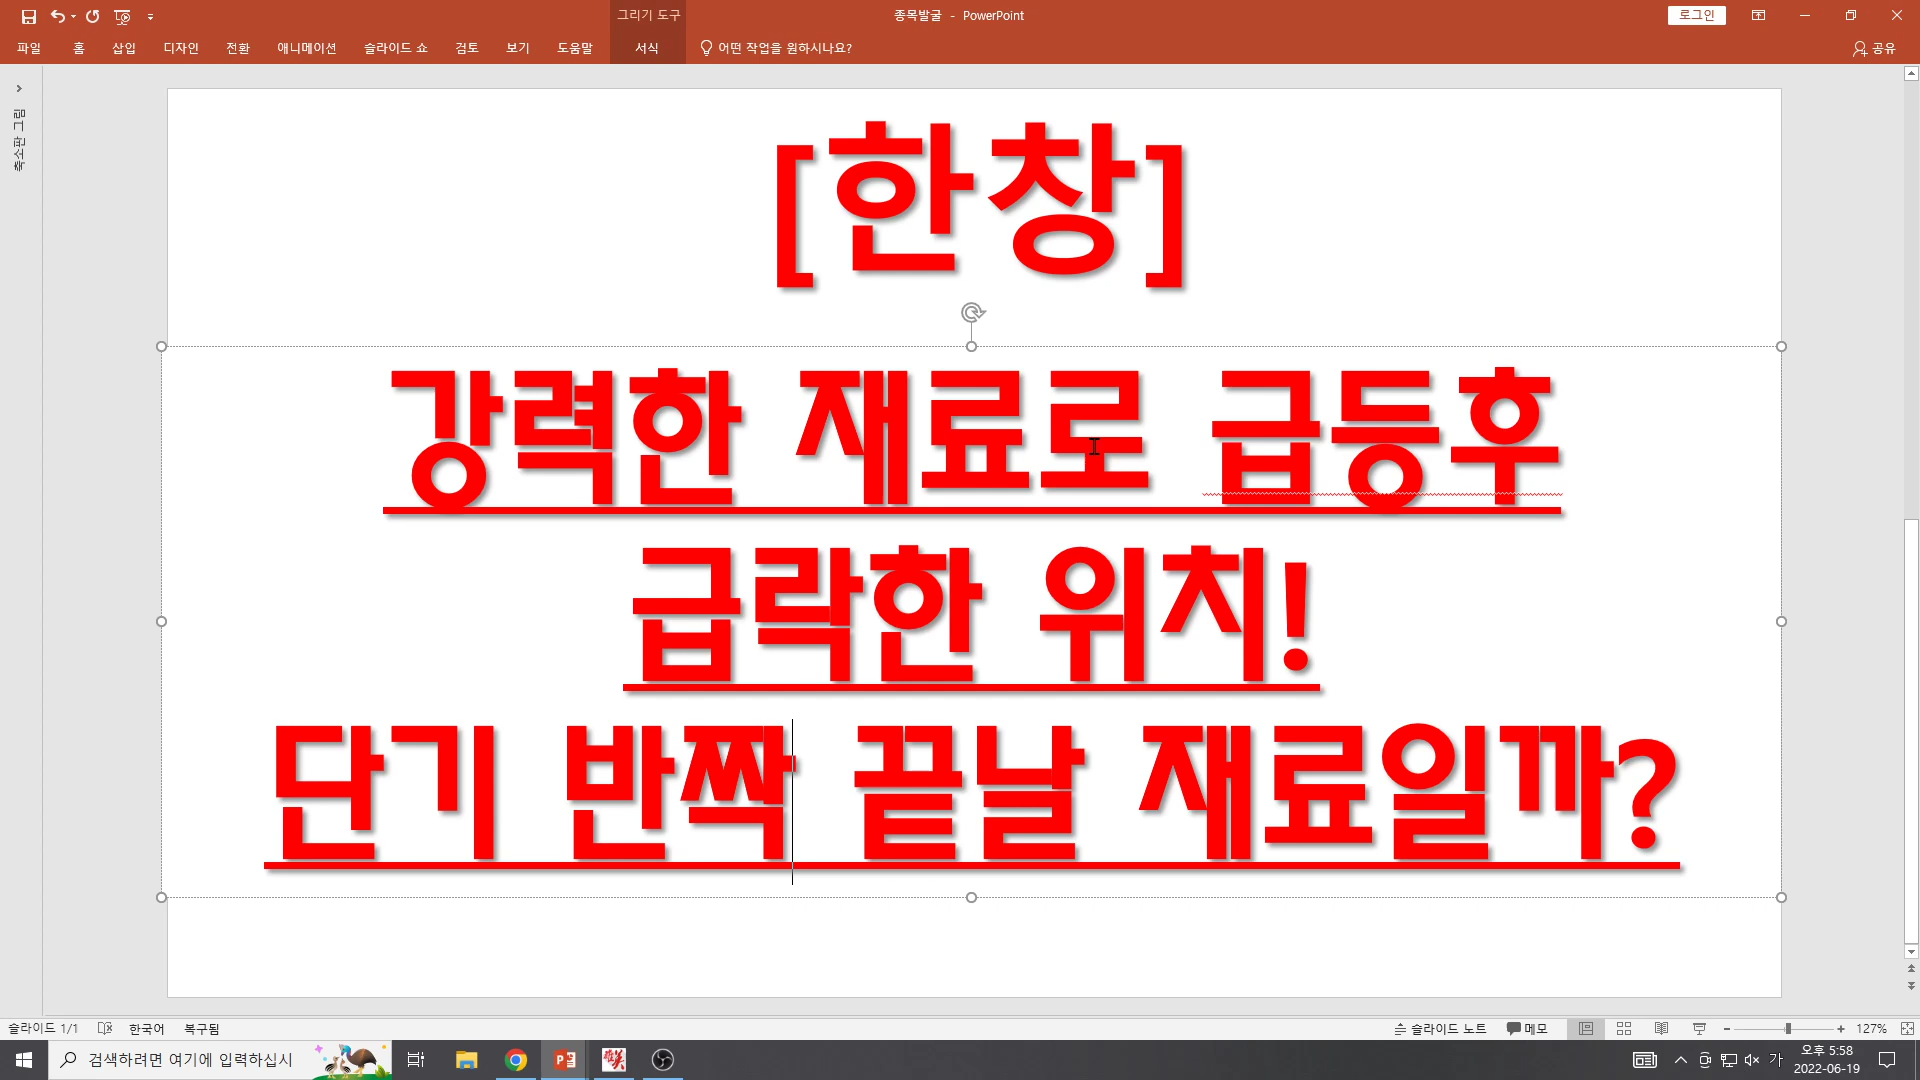 그리기 도구
종목발굴 - PowerPoint
로그인
파일 홈 삽입 디자인 전환 애니메이션 슬라이드 쇼 검토 보기 도움말 서식 어떤 작업을 원하시나요? 공유
축소판 그림
[한창]
강력한 재료로 급등후
급락한 위치!
단기 반짝 끝날 재료일까?
슬라이드 1/1 한국어 복구됨 슬라이드 노트 메모 127%
검색하려면 여기에 입력하십시
가
오후 5:58
2022-06-19